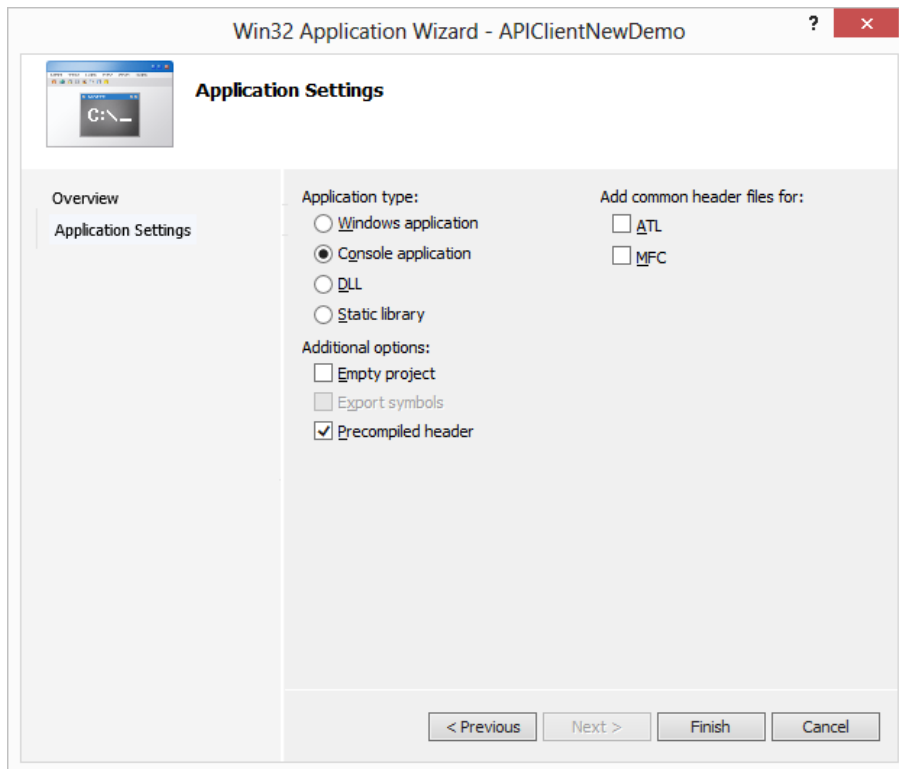 Win32 Application Wizard - APIClientNewDemo
?
Application Settings
C:\_
Overview
Application Settings
Application type:
Windows application
Console application
DLL
Static library
Additional options:
Empty project
Export symbols
Precompiled header
Add common header files for:
ATL
MFC
< Previous
Next >
Finish
Cancel